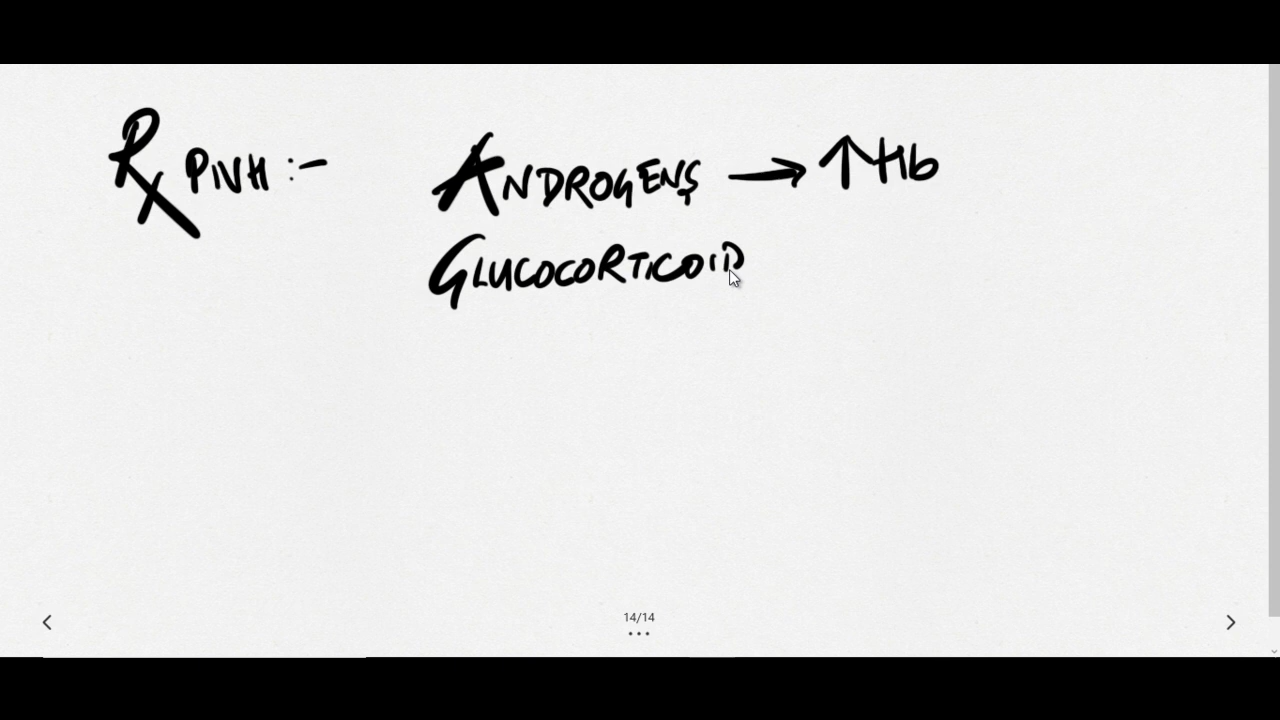 Rx PNH :- ANDROGENS → ↑ Hb
GLUCOCORTICOID
14/14